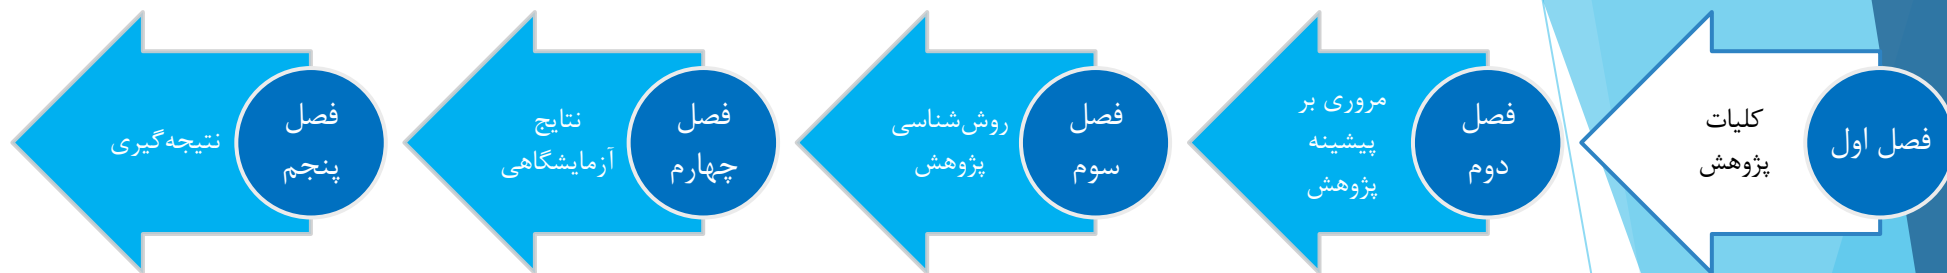 فصل اول
کلیات
پژوهش
فصل
دوم
مروری بر
پیشینه
پژوهش
فصل
سوم
روش‌شناسی
پژوهش
فصل
چهارم
نتایج
آزمایشگاهی
فصل
پنجم
نتیجه‌گیری